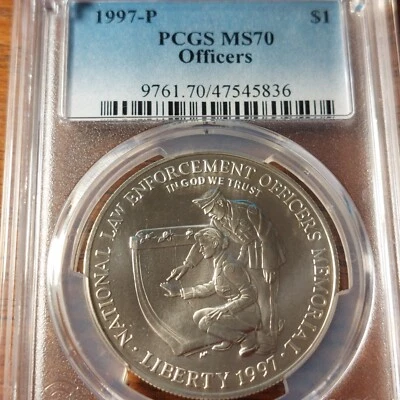 1997-P $1
PCGS MS70
Officers
9761.70/47545836
NATIONAL LAW ENFORCEMENT OFFICERS MEMORIAL
IN GOD WE TRUST
· LIBERTY 1997 ·